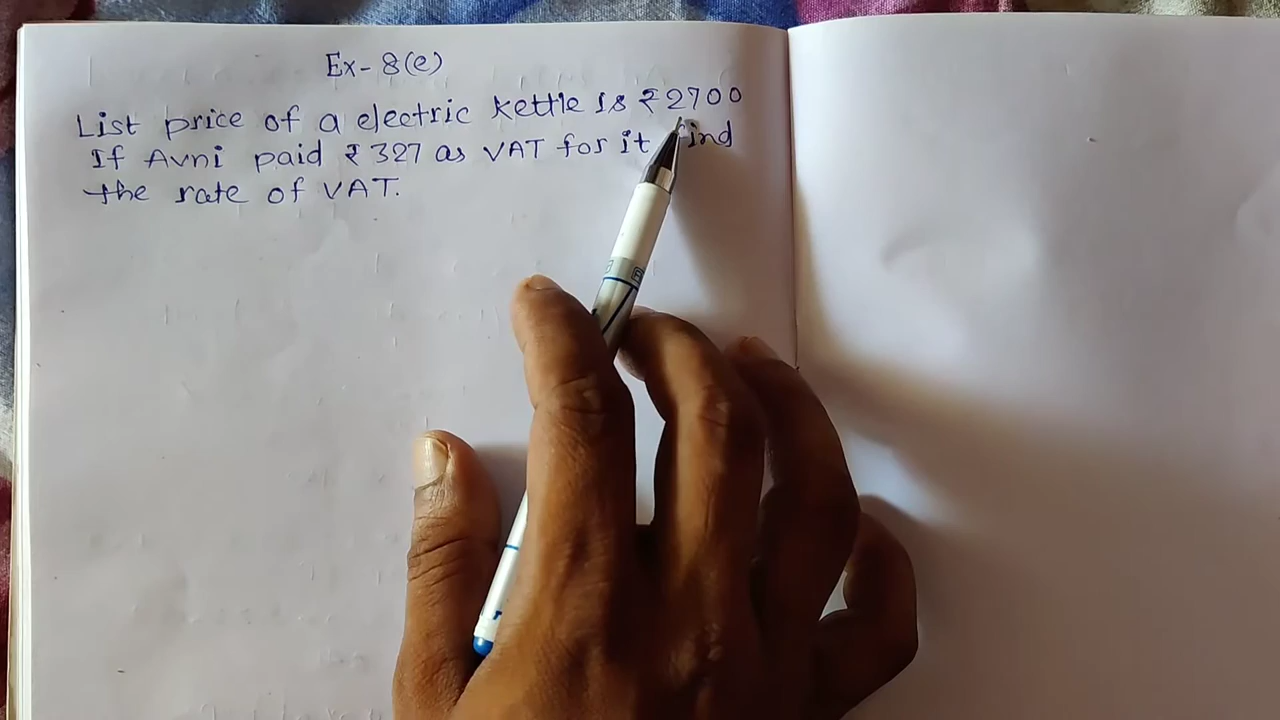 Ex- 8(e)
List price of a electric kettle is ₹2700
If Avni paid ₹327 as VAT for it find
the rate of VAT.